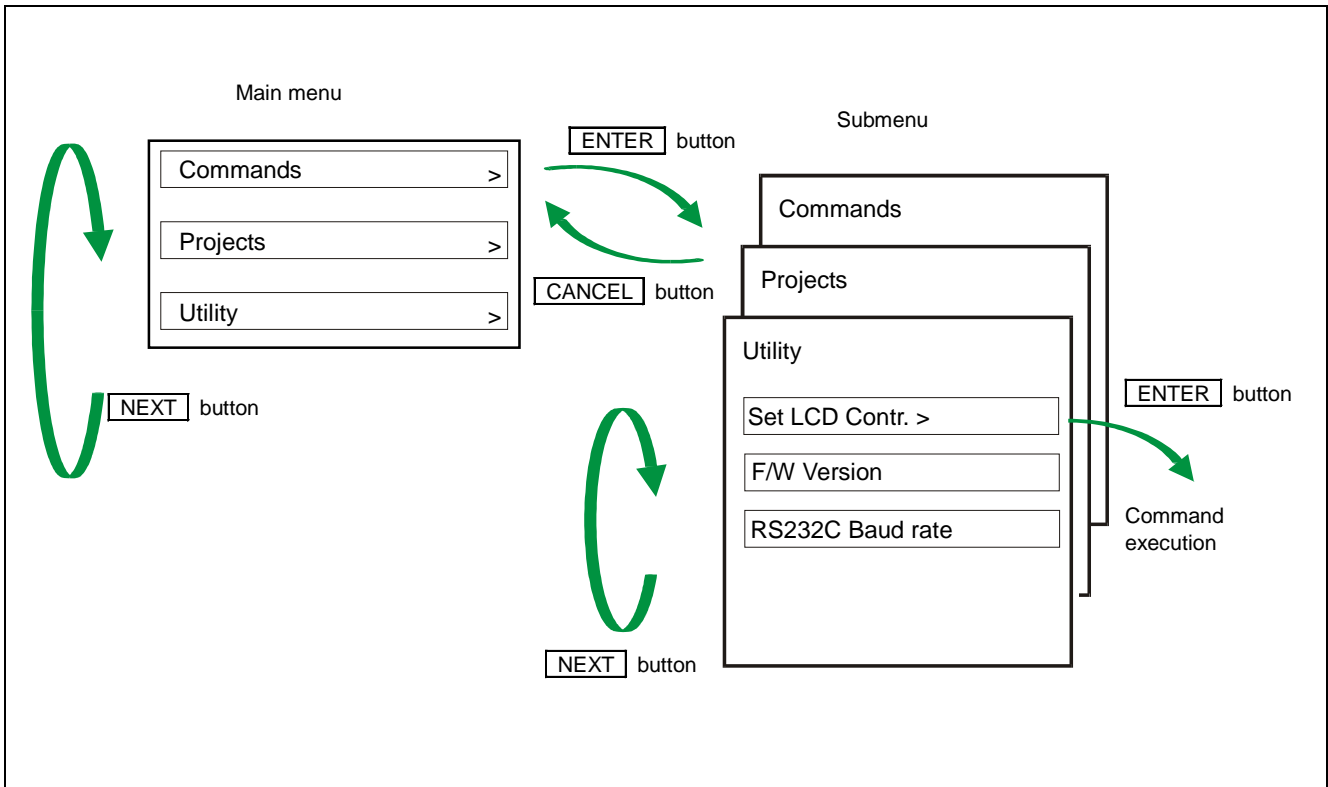 Main menu
Commands >
Projects >
Utility >
NEXT button
ENTER button
CANCEL button
Submenu
Commands
Projects
Utility
Set LCD Contr. >
F/W Version
RS232C Baud rate
NEXT button
ENTER button
Command
execution